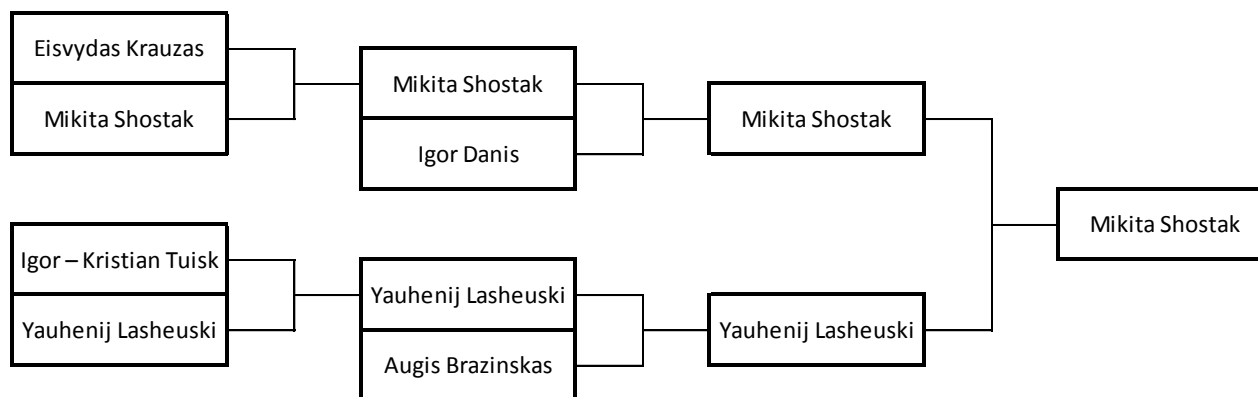 Eisvydas Krauzas
Mikita Shostak
Mikita Shostak
Igor Danis
Mikita Shostak
Mikita Shostak
Igor – Kristian Tuisk
Yauhenij Lasheuski
Yauhenij Lasheuski
Augis Brazinskas
Yauhenij Lasheuski